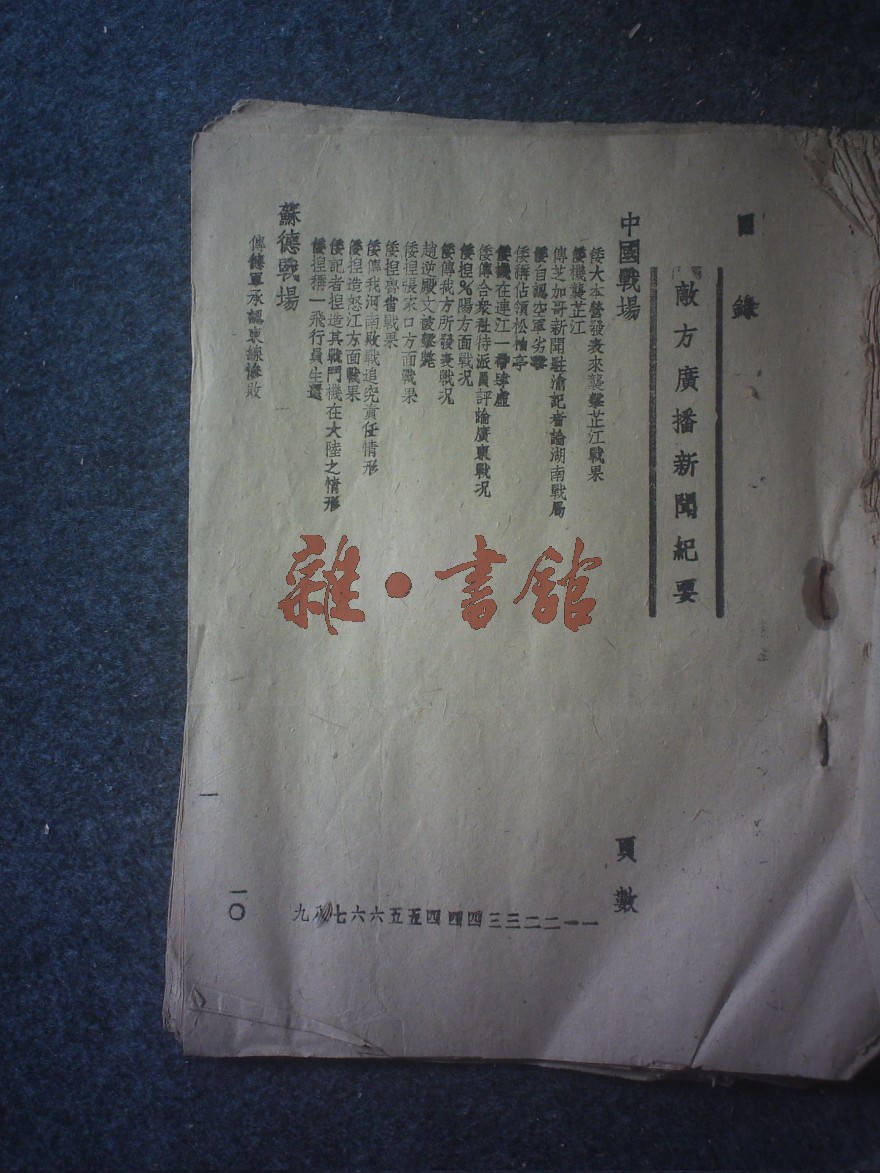 目錄
敵方廣播新聞紀要
中國戰場
頁數
倭大本營發表來襲擊芷江戰果 一
倭機襲芷江 一
傳芝加哥新聞駐渝記者論湖南戰局 二
倭自認空軍劣勢 二
倭稱佔領松柏亭 三
倭機在連江一帶肆虐 三
倭傳合衆社特派員評論廣東戰況 四
倭捏%陽方面戰況 四
倭傳我方所發表戰況 四
趙逆殿文被擊斃 五
倭捏張家口方面戰果 五
倭捏魯省戰果 六
倭傳我河南敗戰追究責任情形 六
倭捏造怒江方面戰果 七
倭記者捏造其戰鬥機在大陸之情形 八
倭捏稱一飛行員生還 九
蘇德戰場
傳德軍承認東線慘敗 一〇
一
雜·書館